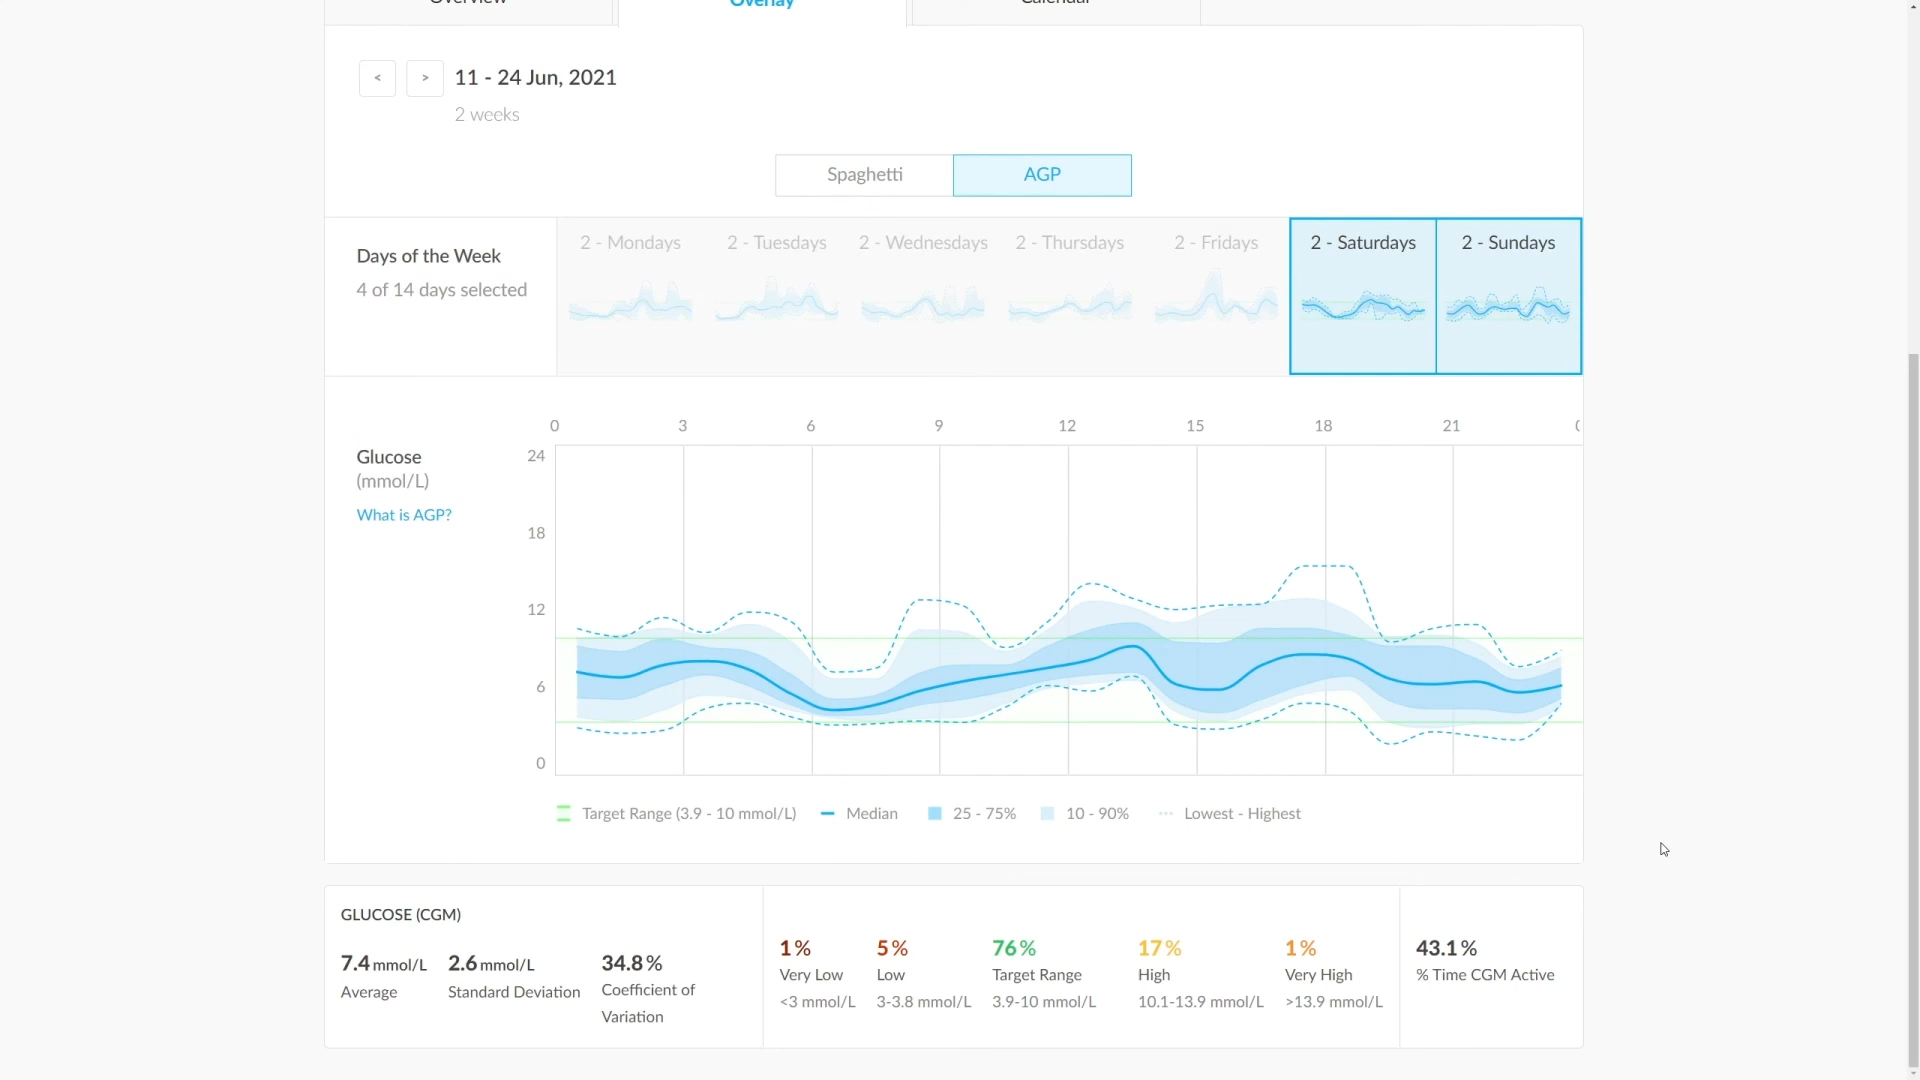 Overview Overlay Calendar
< > 11 - 24 Jun, 2021
2 weeks
Spaghetti AGP
Days of the Week
4 of 14 days selected
2 - Mondays 2 - Tuesdays 2 - Wednesdays 2 - Thursdays 2 - Fridays 2 - Saturdays 2 - Sundays
0 3 6 9 12 15 18 21
Glucose
(mmol/L)
What is AGP?
24
18
12
6
0
Target Range (3.9 - 10 mmol/L) Median 25 - 75% 10 - 90% Lowest - Highest
GLUCOSE (CGM)
7.4 mmol/L
Average
2.6 mmol/L
Standard Deviation
34.8 %
Coefficient of
Variation
1 %
Very Low
<3 mmol/L
5 %
Low
3-3.8 mmol/L
76 %
Target Range
3.9-10 mmol/L
17 %
High
10.1-13.9 mmol/L
1 %
Very High
>13.9 mmol/L
43.1 %
% Time CGM Active